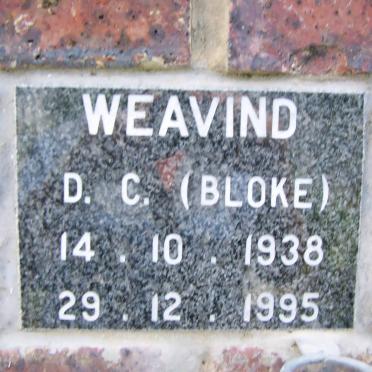 WEAVIND
D. C. (BLOKE)
14 . 10 . 1938
29 . 12 . 1995